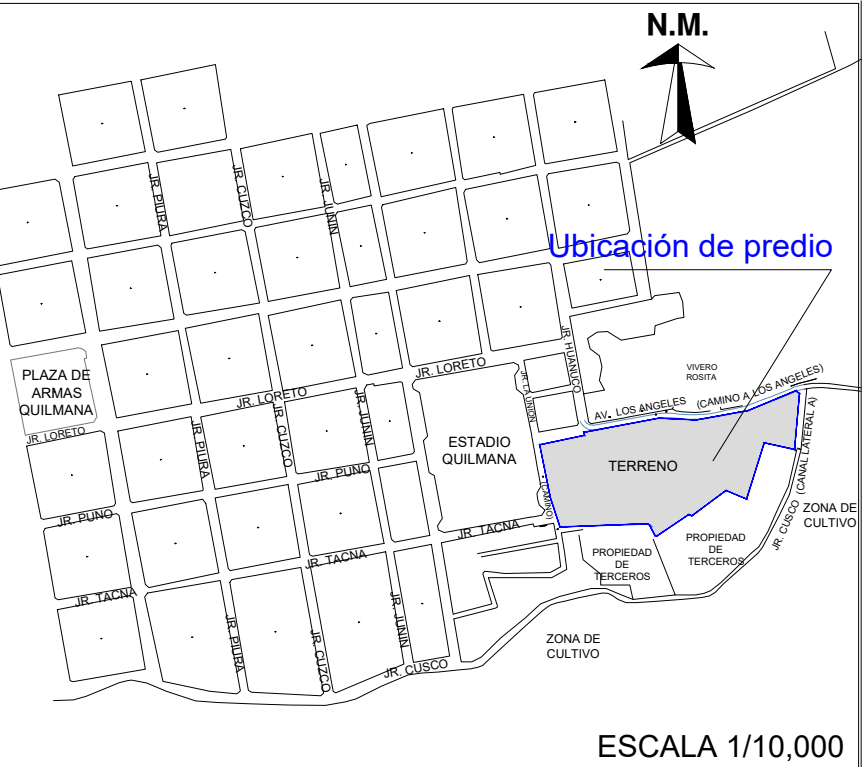 N.M.
JR. PIURA
JR. CUZCO
JR. JUNIN
Ubicación de predio
PLAZA DE
ARMAS
QUILMANA
JR. LORETO
JR. LORETO
JR. LORETO
JR. LA UNION
JR. HUANUCO
VIVERO
ROSITA
AV. LOS ANGELES
(CAMINO A LOS ANGELES)
JR. PIURA
JR. CUZCO
JR. JUNIN
ESTADIO
QUILMANA
TERRENO
JR. PUNO
JR. PUNO
(CAMINO)
JR. CUSCO (CANAL LATERAL A)
ZONA DE
CULTIVO
JR. TACNA
JR. TACNA
JR. TACNA
PROPIEDAD
DE
TERCEROS
PROPIEDAD
DE
TERCEROS
JR. PIURA
JR. CUZCO
JR. JUNIN
JR. CUSCO
ZONA DE
CULTIVO
ESCALA 1/10,000